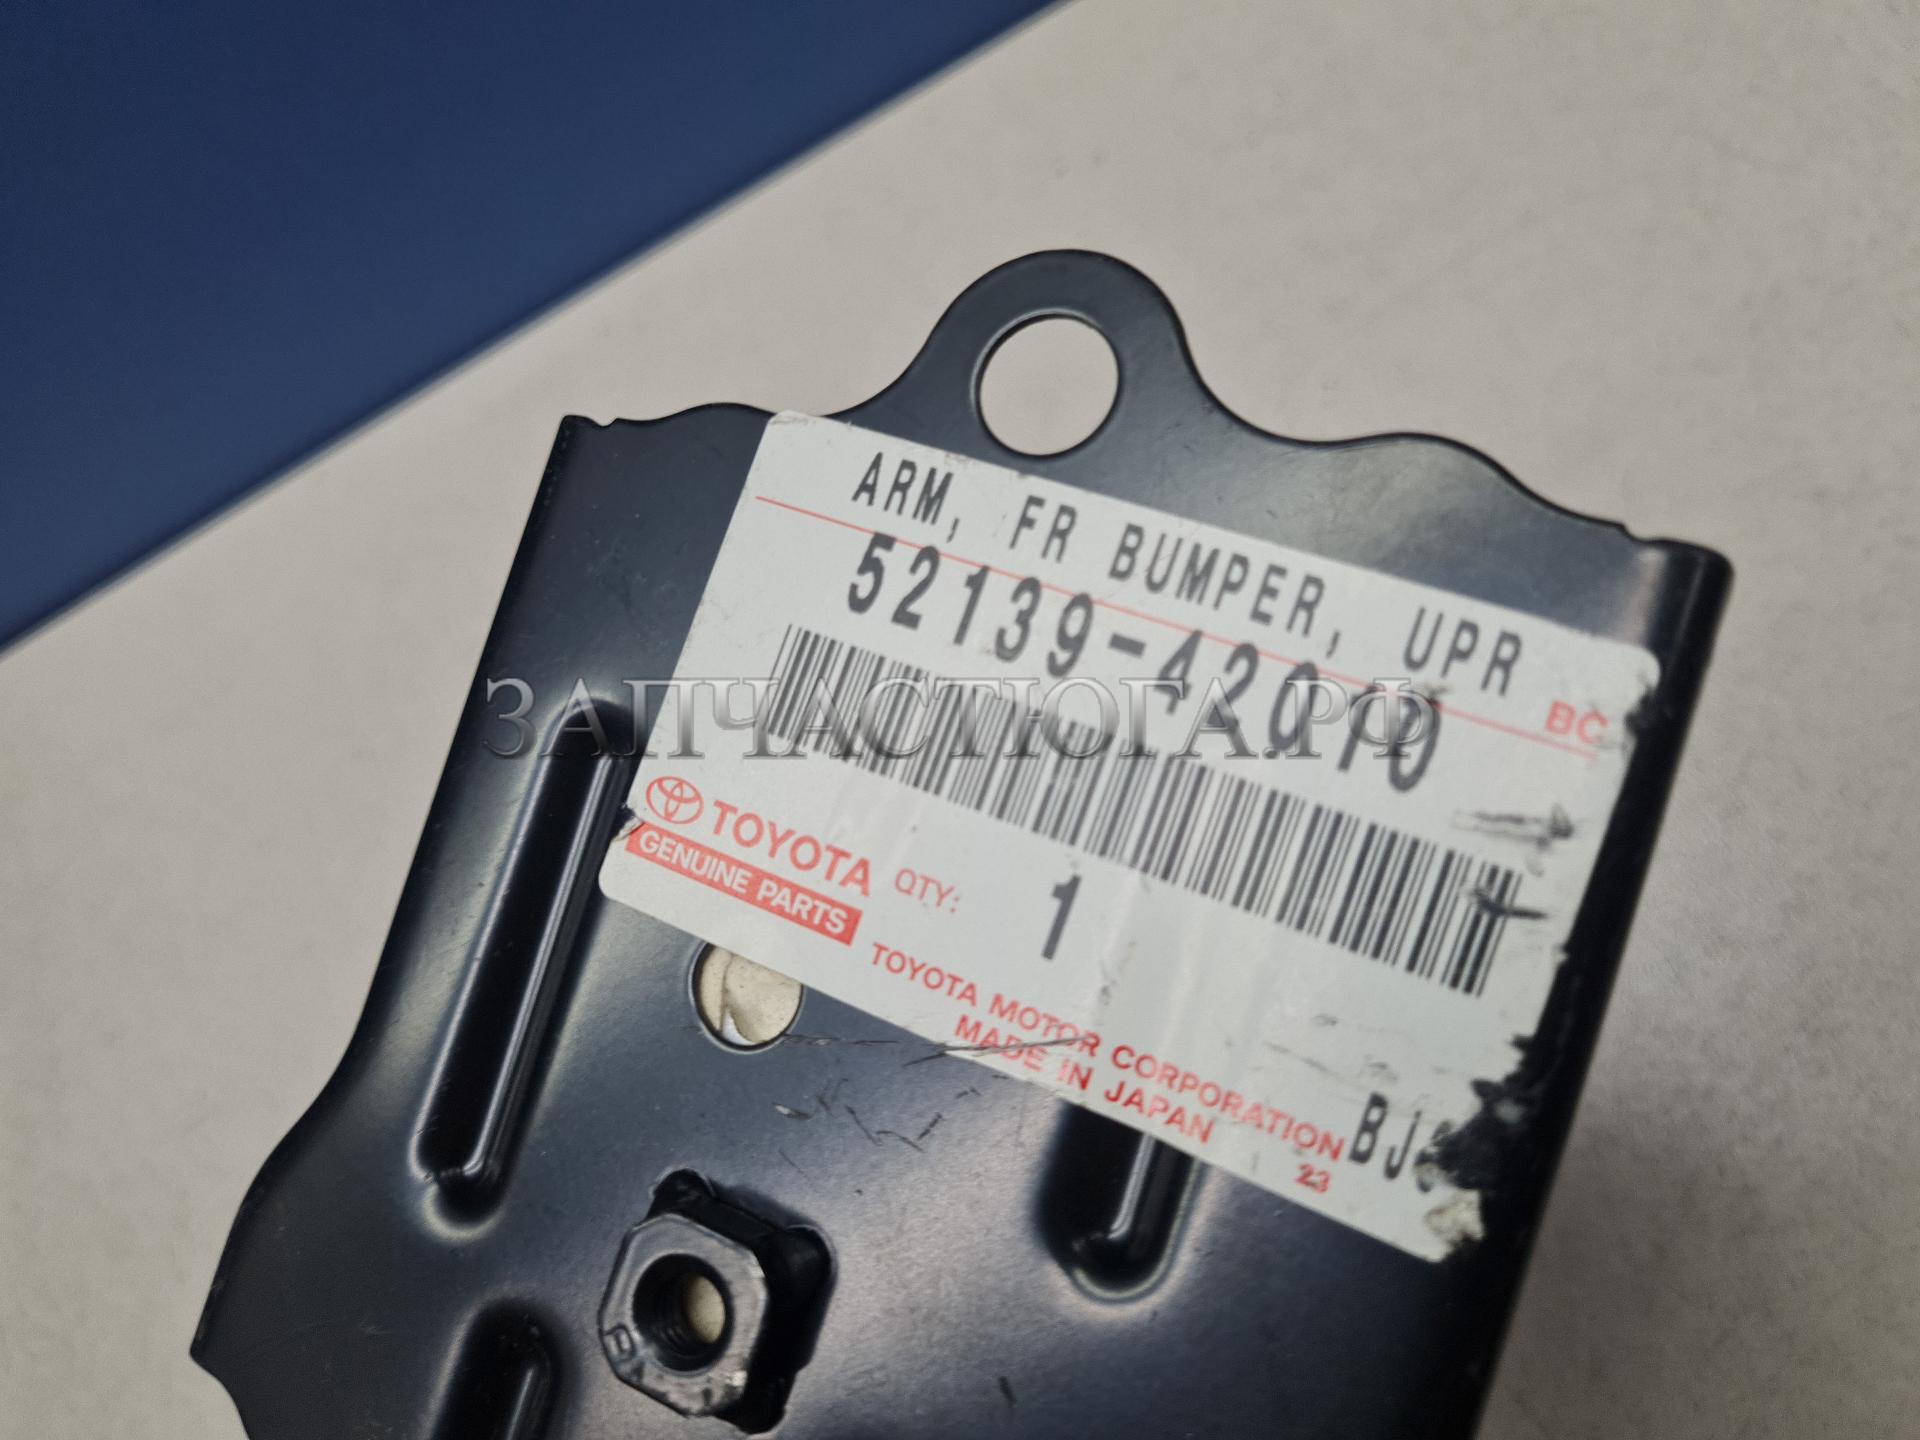 ARM, FR BUMPER, UPR
52139-42010
BC
ЗАПЧАСТЮГА.РФ
TOYOTA
GENUINE PARTS
QTY: 1
TOYOTA MOTOR CORPORATION
MADE IN JAPAN
23